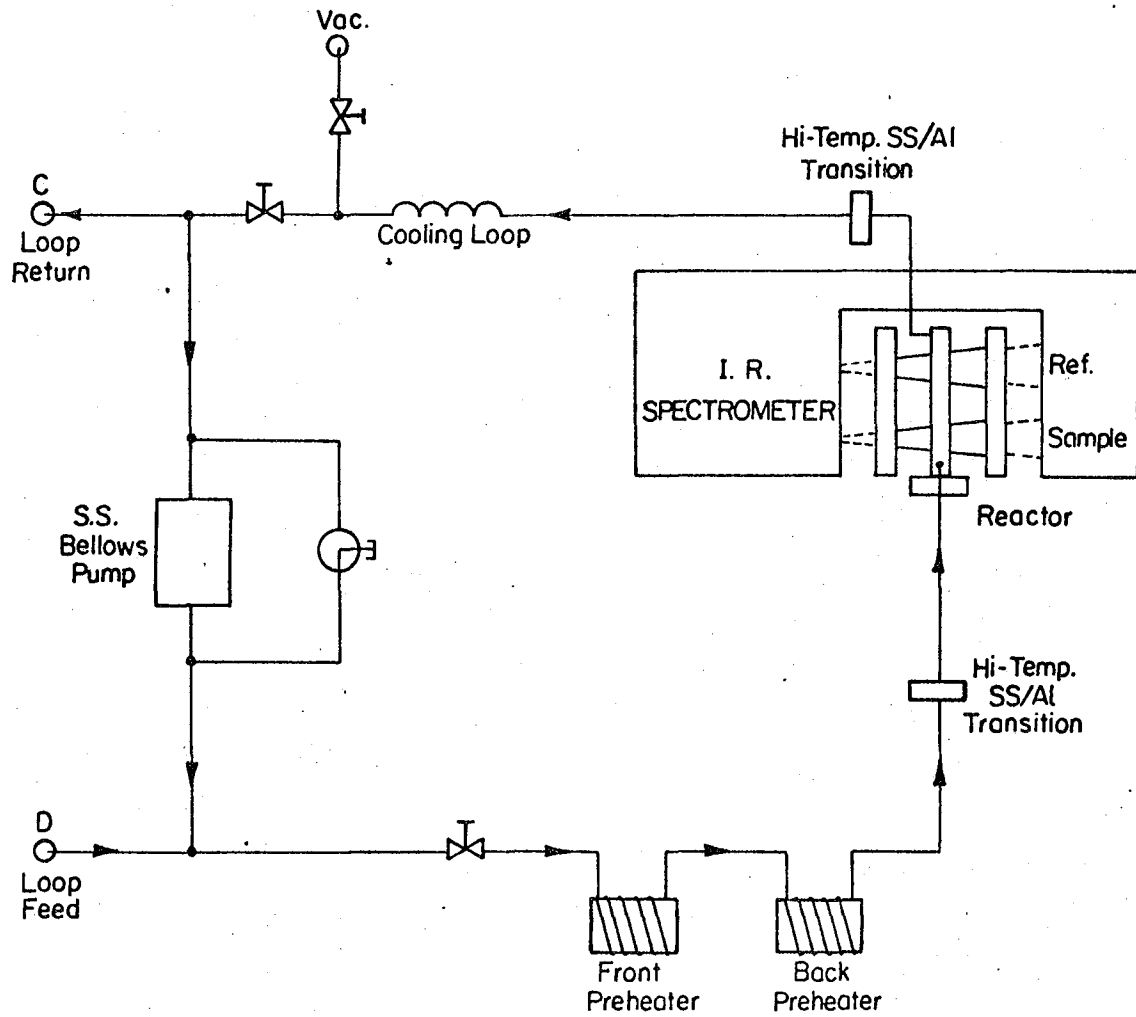 Vac.
Hi-Temp. SS/Al
Transition
C
Loop
Return
Cooling Loop
I. R.
SPECTROMETER
Ref.
Sample
Reactor
S.S.
Bellows
Pump
Hi-Temp.
SS/Al
Transition
D
Loop
Feed
Front
Preheater
Back
Preheater